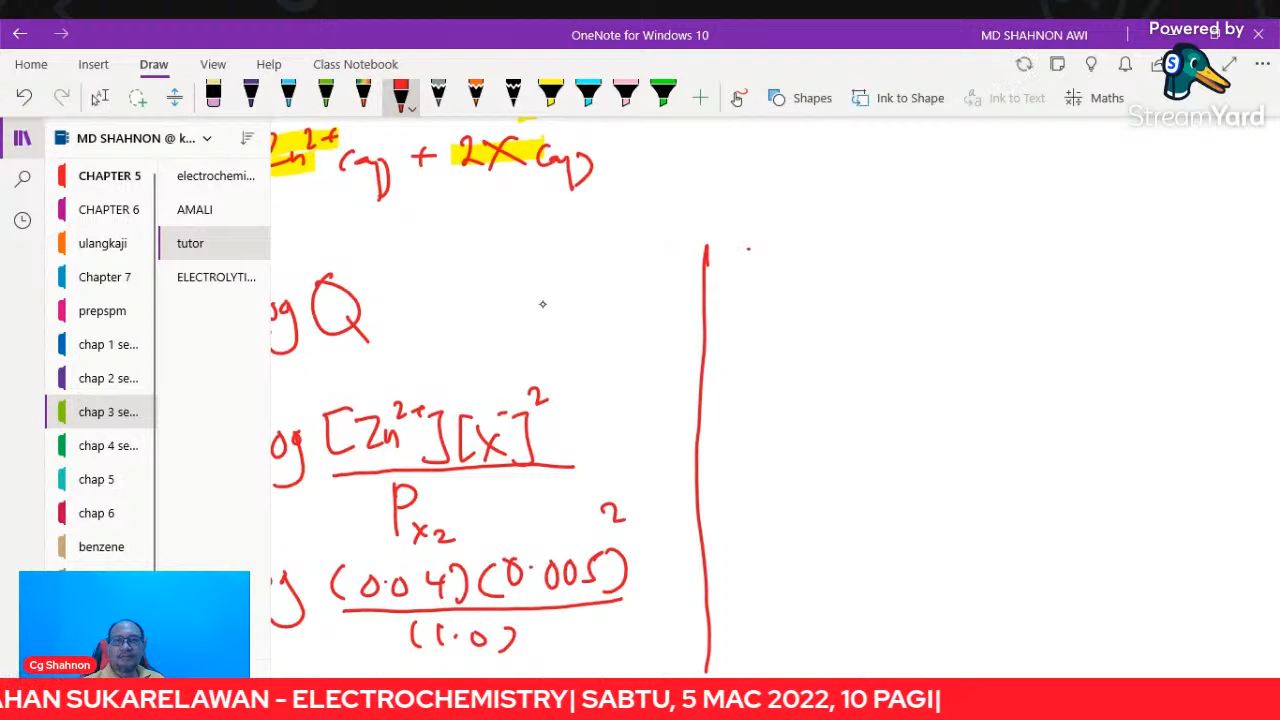 Powered by
StreamYard
OneNote for Windows 10
MD SHAHNON AWI
Home Insert Draw View Help Class Notebook
Shapes Ink to Shape Ink to Text Maths
MD SHAHNON @ k...
CHAPTER 5
CHAPTER 6
ulangkaji
Chapter 7
prepspm
chap 1 se...
chap 2 se...
chap 3 se...
chap 4 se...
chap 5
chap 6
benzene
electrochemi...
AMALI
tutor
ELECTROLYTI...
n²⁺ (aq) + 2X (aq)
og Q
og [Zn²⁺][X⁻]²
P X₂
g (0.04)(0.005)²
(1.0)
Cg Shahnon
AHAN SUKARELAWAN - ELECTROCHEMISTRY| SABTU, 5 MAC 2022, 10 PAGI|